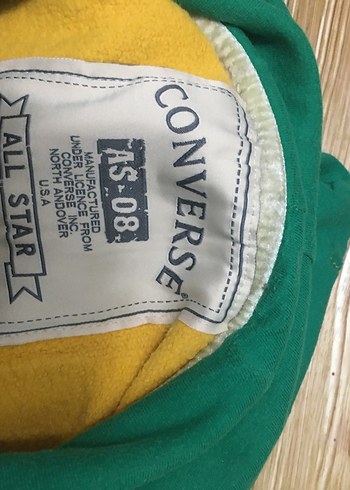 CONVERSE®
AS-08
MANUFACTURED
UNDER LICENCE FROM
CONVERSE INC.
NORTH ANDOVER
U.S.A
ALL STAR